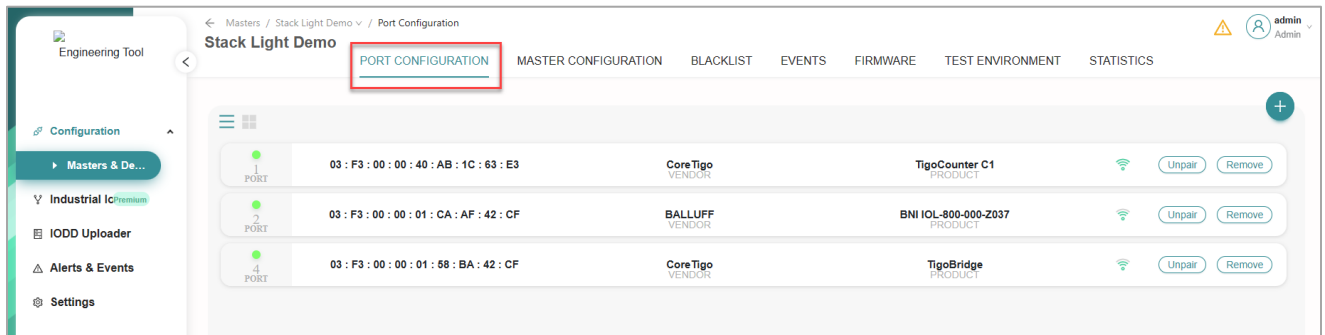 Engineering Tool
Masters / Stack Light Demo / Port Configuration
Stack Light Demo
admin
Admin
PORT CONFIGURATION MASTER CONFIGURATION BLACKLIST EVENTS FIRMWARE TEST ENVIRONMENT STATISTICS
Configuration
Masters & De...
Industrial Ic Premium
IODD Uploader
Alerts & Events
Settings
1 PORT
03 : F3 : 00 : 00 : 40 : AB : 1C : 63 : E3
CoreTigo
VENDOR
TigoCounter C1
PRODUCT
Unpair Remove
2 PORT
03 : F3 : 00 : 00 : 01 : CA : AF : 42 : CF
BALLUFF
VENDOR
BNI IOL-800-000-Z037
PRODUCT
Unpair Remove
4 PORT
03 : F3 : 00 : 00 : 01 : 58 : BA : 42 : CF
CoreTigo
VENDOR
TigoBridge
PRODUCT
Unpair Remove